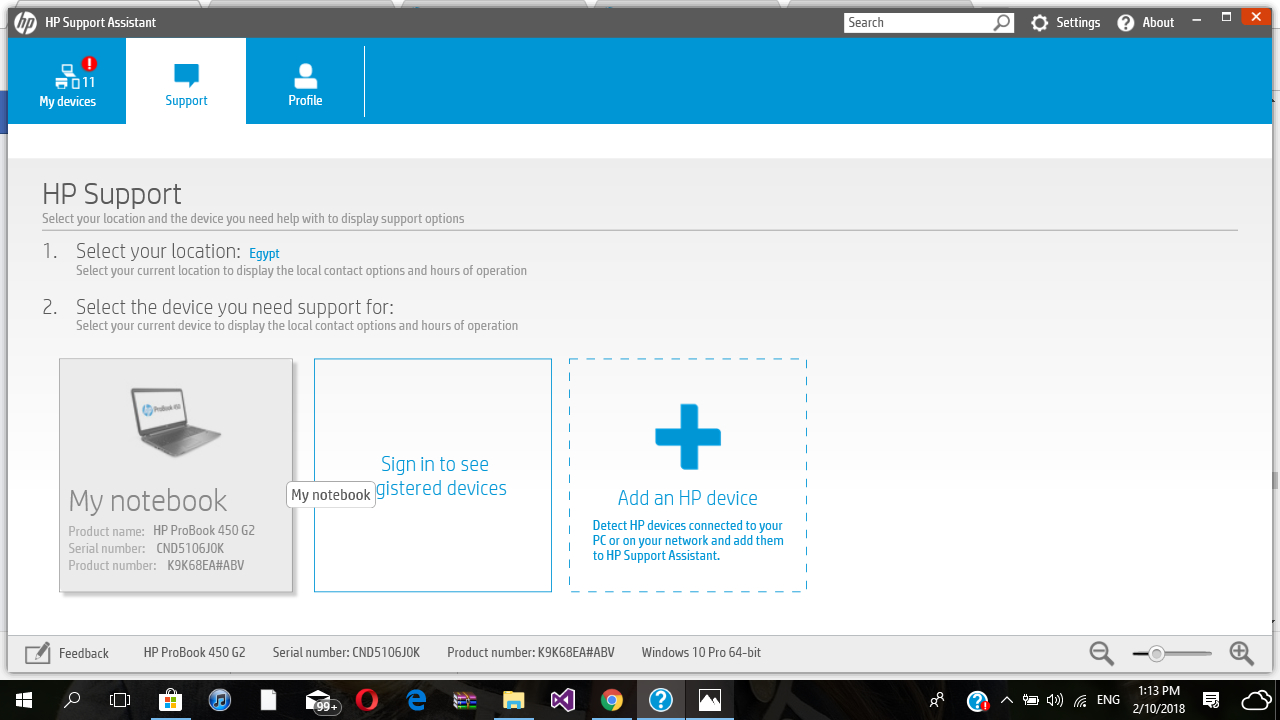 hp HP Support Assistant
Search
Settings
About
11
My devices
Support
Profile
HP Support
Select your location and the device you need help with to display support options
1. Select your location: Egypt
Select your current location to display the local contact options and hours of operation
2. Select the device you need support for:
Select your current device to display the local contact options and hours of operation
hp ProBook 450
My notebook
Product name: HP ProBook 450 G2
Serial number: CND5106J0K
Product number: K9K68EA#ABV
My notebook
Sign in to see
gistered devices
Add an HP device
Detect HP devices connected to your
PC or on your network and add them
to HP Support Assistant.
Feedback
HP ProBook 450 G2
Serial number: CND5106J0K
Product number: K9K68EA#ABV
Windows 10 Pro 64-bit
99+
ENG
1:13 PM
2/10/2018